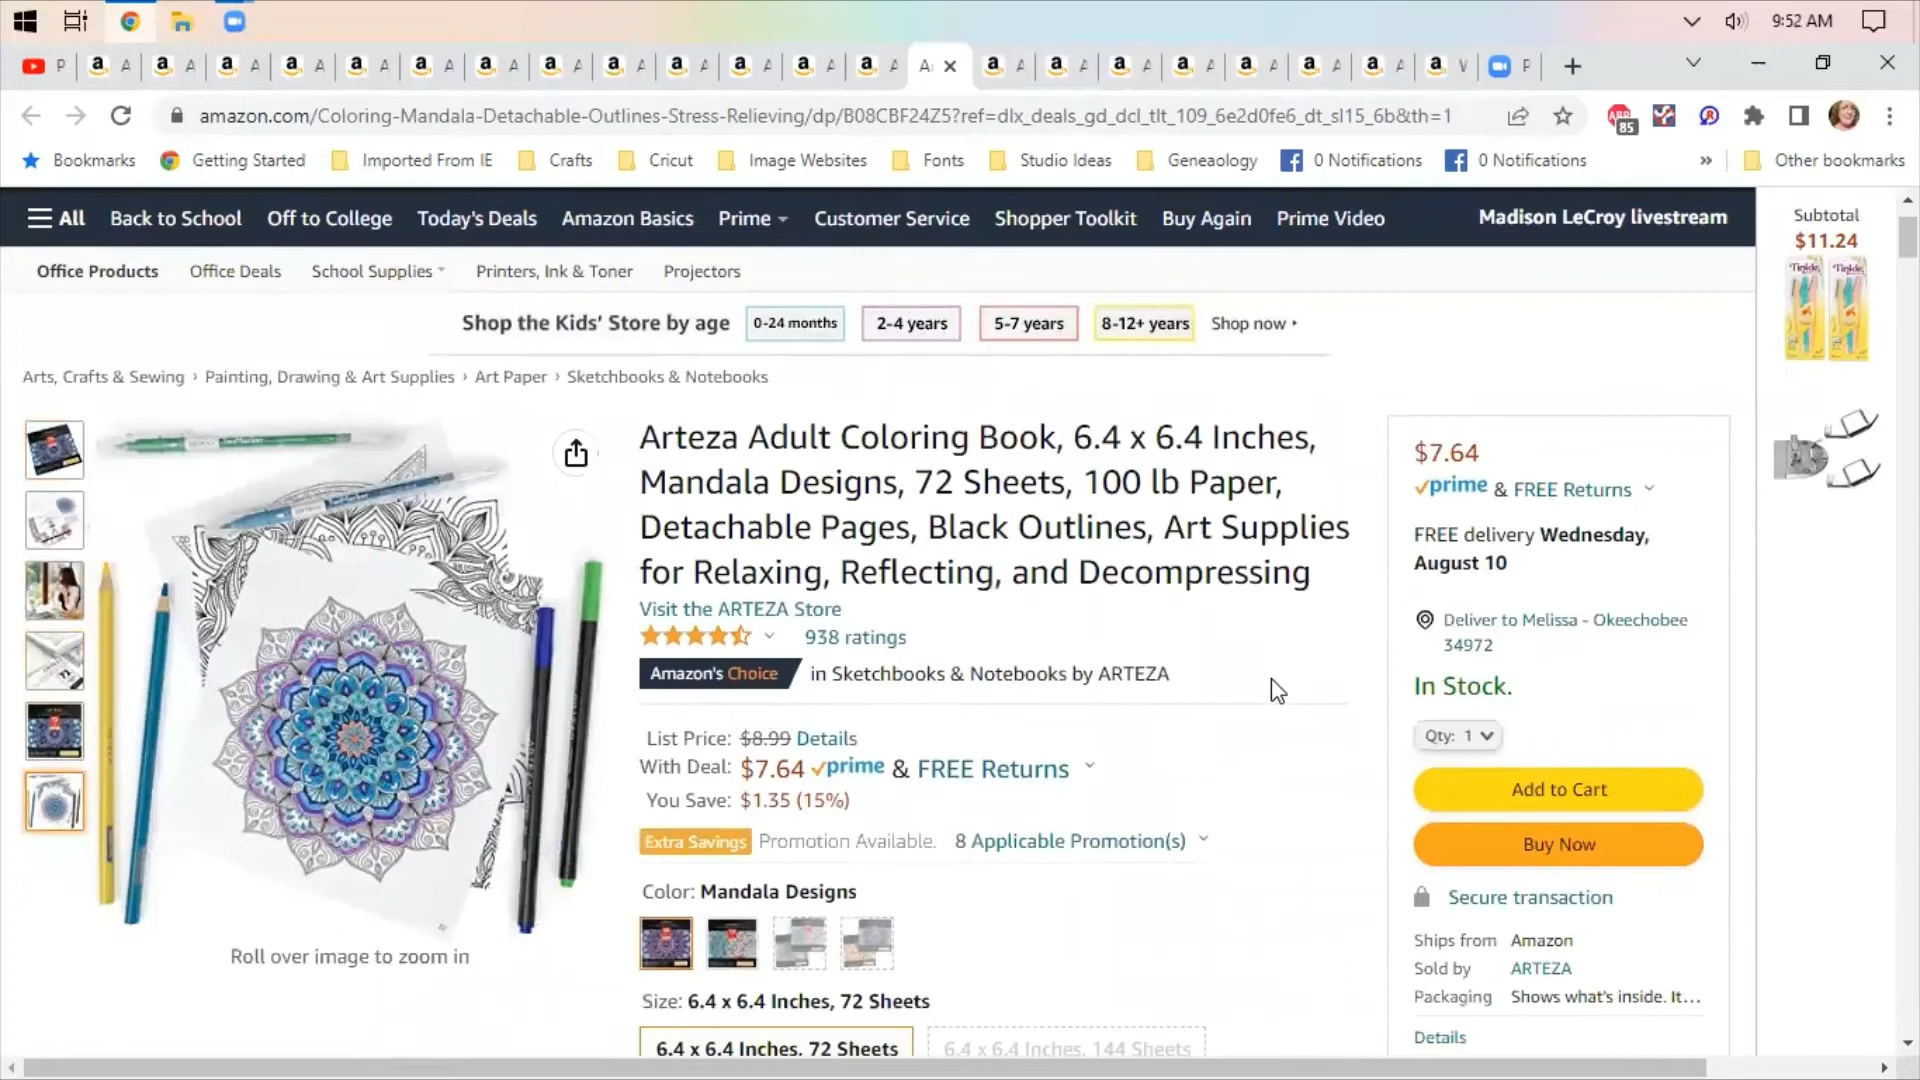 9:52 AM
P A A A A A A A A A A A A A Ar A A A A A A A W P
amazon.com/Coloring-Mandala-Detachable-Outlines-Stress-Relieving/dp/B08CBF24Z5?ref=dlx_deals_gd_dcl_tlt_109_6e2d0fe6_dt_sl15_6b&th=1
ABP 85
Bookmarks Getting Started Imported From IE Crafts Cricut Image Websites Fonts Studio Ideas Geneaology 0 Notifications 0 Notifications » Other bookmarks
All Back to School Off to College Today's Deals Amazon Basics Prime Customer Service Shopper Toolkit Buy Again Prime Video Madison LeCroy livestream
Office Products Office Deals School Supplies Printers, Ink & Toner Projectors
Shop the Kids' Store by age 0-24 months 2-4 years 5-7 years 8-12+ years Shop now
Arts, Crafts & Sewing › Painting, Drawing & Art Supplies › Art Paper › Sketchbooks & Notebooks
Arteza Adult Coloring Book, 6.4 x 6.4 Inches,
Mandala Designs, 72 Sheets, 100 lb Paper,
Detachable Pages, Black Outlines, Art Supplies
for Relaxing, Reflecting, and Decompressing
Visit the ARTEZA Store
938 ratings
Amazon's Choice in Sketchbooks & Notebooks by ARTEZA
List Price: $8.99 Details
With Deal: $7.64 prime & FREE Returns
You Save: $1.35 (15%)
Extra Savings Promotion Available. 8 Applicable Promotion(s)
Color: Mandala Designs
Roll over image to zoom in
Size: 6.4 x 6.4 Inches, 72 Sheets
6.4 x 6.4 Inches, 72 Sheets 6.4 x 6.4 Inches, 144 Sheets
$7.64
prime & FREE Returns
FREE delivery Wednesday,
August 10
Deliver to Melissa - Okeechobee
34972
In Stock.
Qty: 1
Add to Cart
Buy Now
Secure transaction
Ships from Amazon
Sold by ARTEZA
Packaging Shows what's inside. It...
Details
Subtotal
$11.24
Tinkle Tinkle